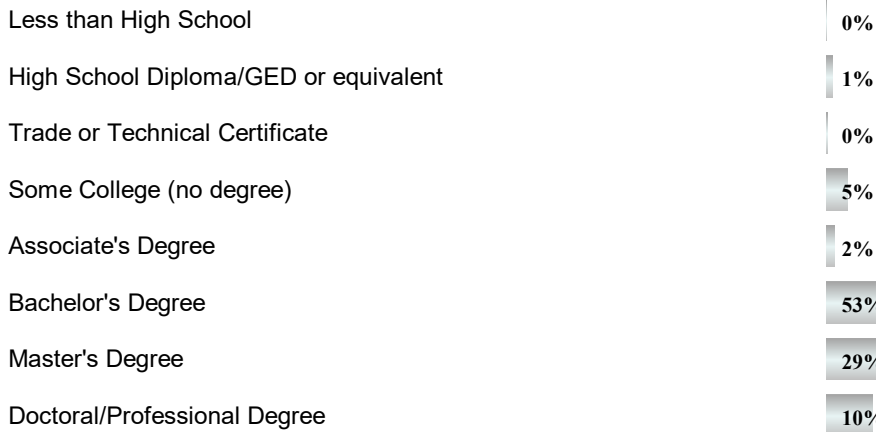 Less than High School 0%
High School Diploma/GED or equivalent 1%
Trade or Technical Certificate 0%
Some College (no degree) 5%
Associate's Degree 2%
Bachelor's Degree 53%
Master's Degree 29%
Doctoral/Professional Degree 10%